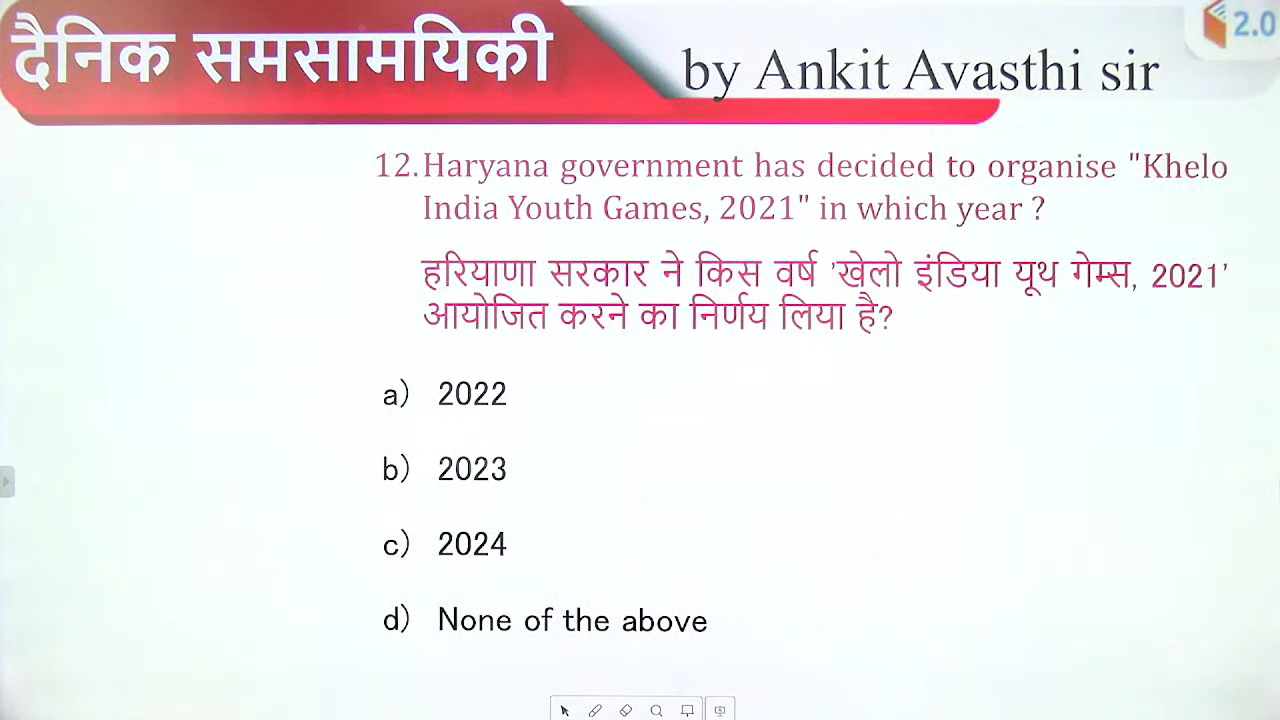 दैनिक समसामयिकी
by Ankit Avasthi sir
2.0
12. Haryana government has decided to organise "Khelo
India Youth Games, 2021" in which year ?
हरियाणा सरकार ने किस वर्ष 'खेलो इंडिया यूथ गेम्स, 2021'
आयोजित करने का निर्णय लिया है?
a) 2022
b) 2023
c) 2024
d) None of the above